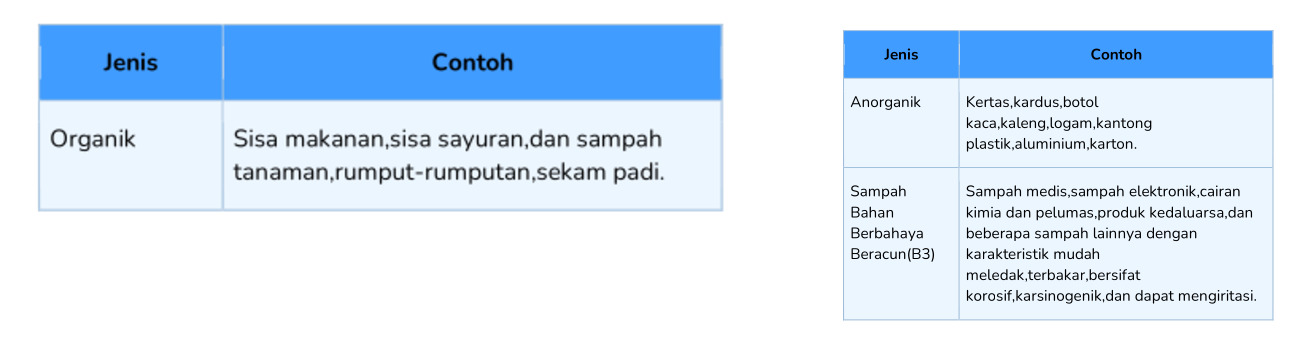 Jenis Contoh
Organik Sisa makanan,sisa sayuran,dan sampah
tanaman,rumput-rumputan,sekam padi.
Jenis Contoh
Anorganik Kertas,kardus,botol
kaca,kaleng,logam,kantong
plastik,aluminium,karton.
Sampah Sampah medis,sampah elektronik,cairan
Bahan kimia dan pelumas,produk kedaluarsa,dan
Berbahaya beberapa sampah lainnya dengan
Beracun(B3) karakteristik mudah
meledak,terbakar,bersifat
korosif,karsinogenik,dan dapat mengiritasi.